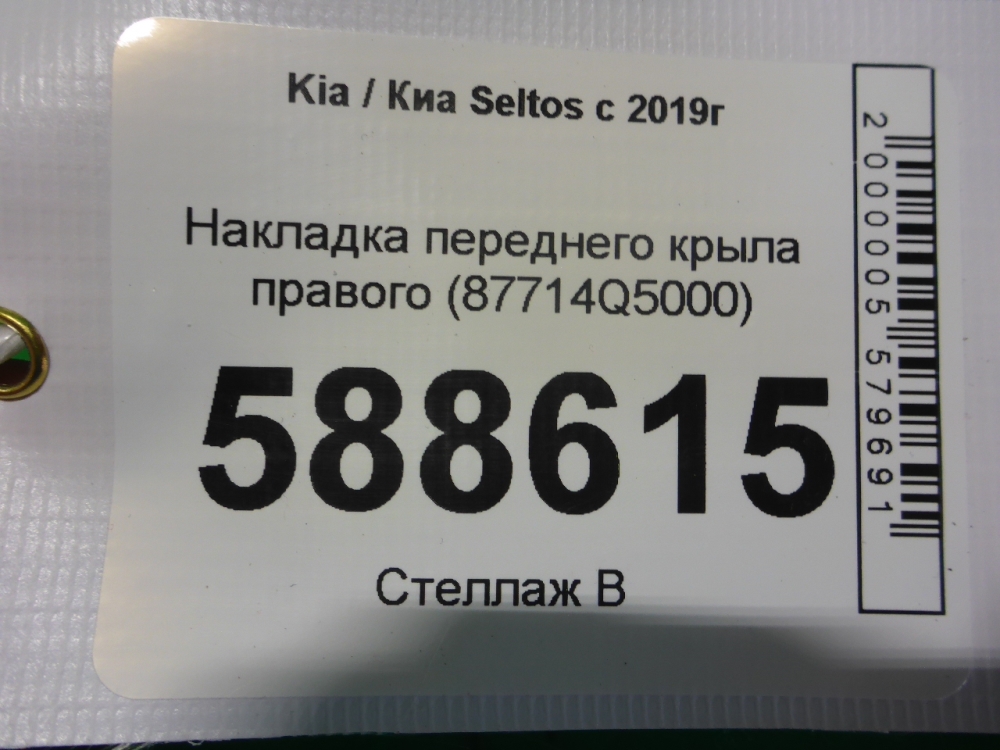 Kia / Киа Seltos с 2019г
Накладка переднего крыла
правого (87714Q5000)
588615
Стеллаж В
2000005579691